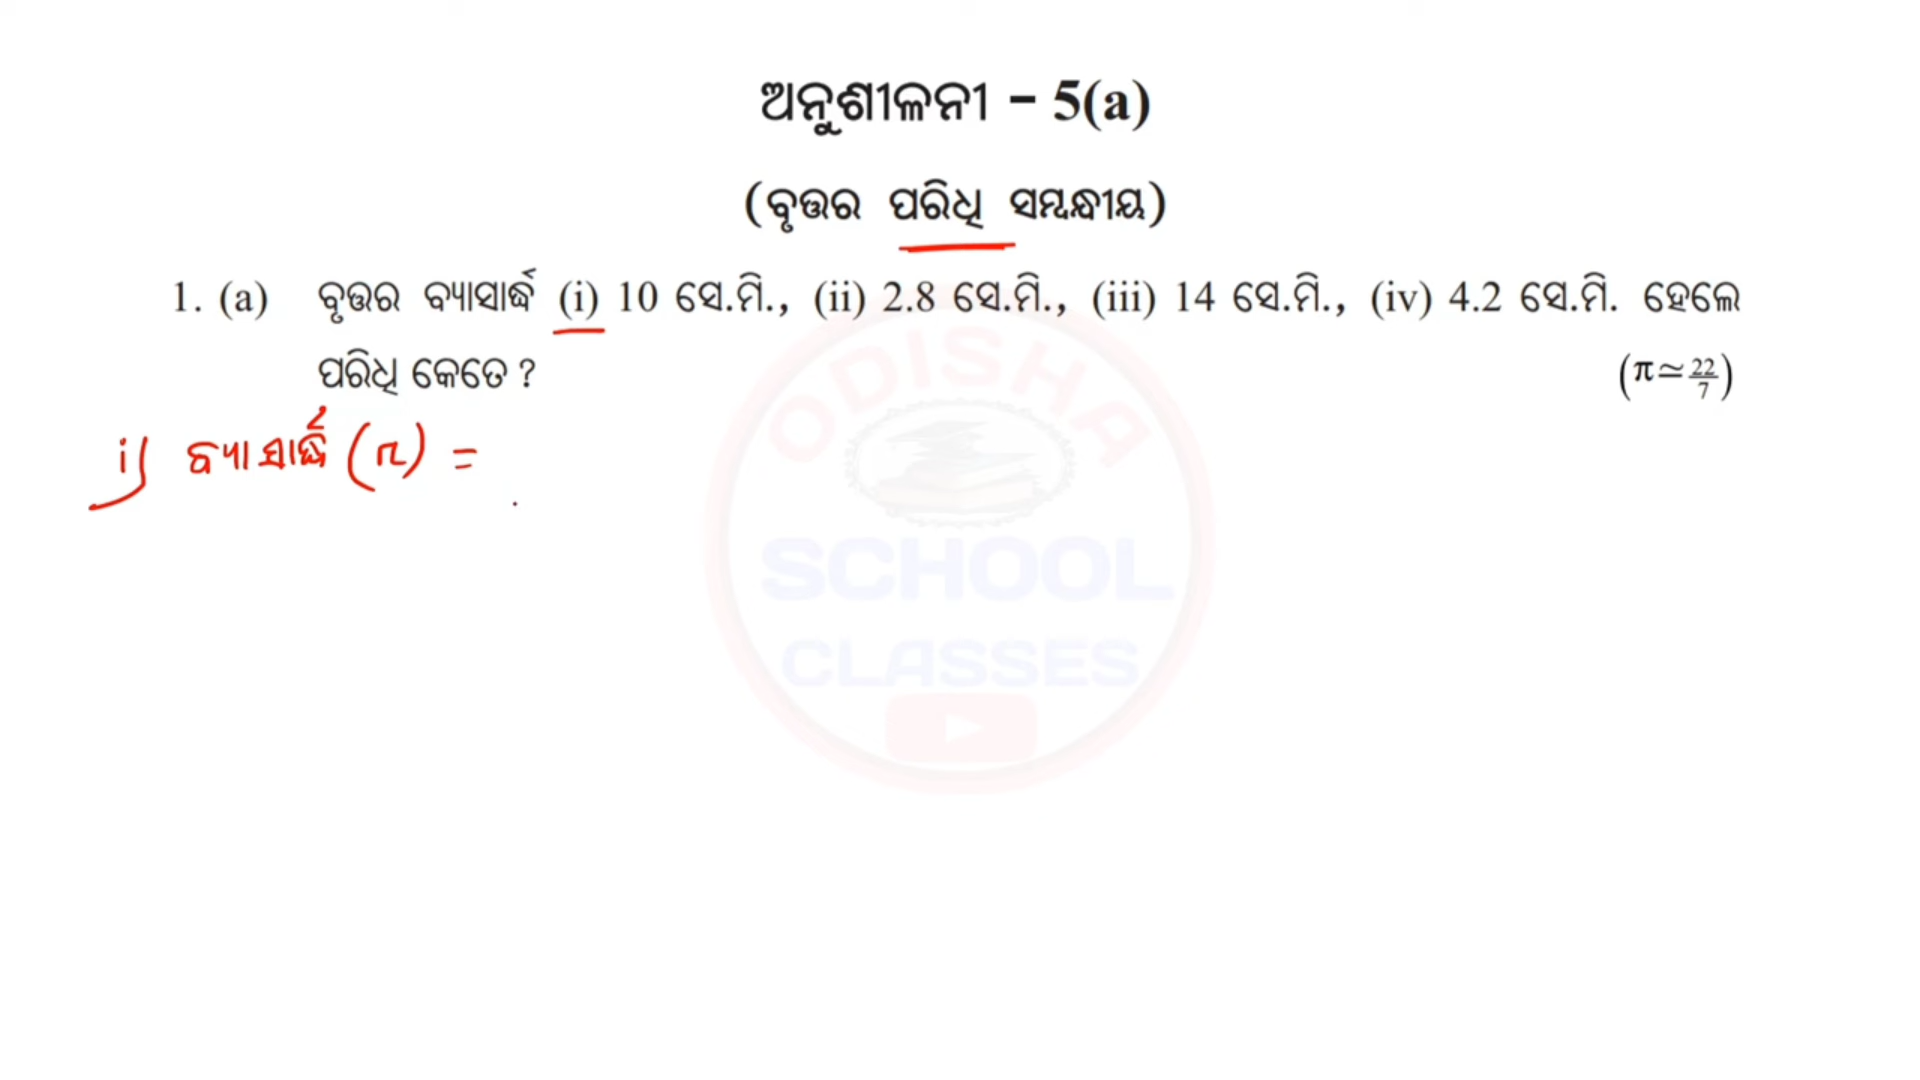 ଅନୁଶୀଳନୀ - 5(a)
(ବୃତ୍ତର ପରିଧି ସମ୍ବନ୍ଧୀୟ)
1. (a) ବୃତ୍ତର ବ୍ୟାସାର୍ଦ୍ଧ (i) 10 ସେ.ମି., (ii) 2.8 ସେ.ମି., (iii) 14 ସେ.ମି., (iv) 4.2 ସେ.ମି. ହେଲେ
ପରିଧି କେତେ ? (π≃22/7)
i) ବ୍ୟାସାର୍ଦ୍ଧ (r) =
ODISHA
SCHOOL
CLASSES